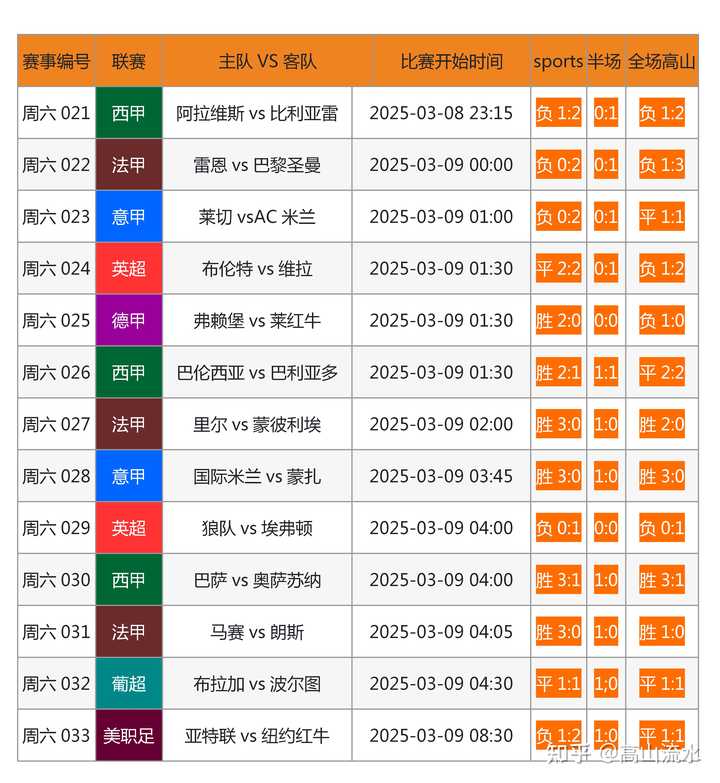 赛事编号 联赛 主队 VS 客队 比赛开始时间 sports 半场 全场高山
周六 021 西甲 阿拉维斯 vs 比利亚雷 2025-03-08 23:15 负 1:2 0:1 负 1:2
周六 022 法甲 雷恩 vs 巴黎圣曼 2025-03-09 00:00 负 0:2 0:1 负 1:3
周六 023 意甲 莱切 vsAC 米兰 2025-03-09 01:00 负 0:2 0:1 平 1:1
周六 024 英超 布伦特 vs 维拉 2025-03-09 01:30 平 2:2 0:1 负 1:2
周六 025 德甲 弗赖堡 vs 莱红牛 2025-03-09 01:30 胜 2:0 0:0 负 1:0
周六 026 西甲 巴伦西亚 vs 巴利亚多 2025-03-09 01:30 胜 2:1 1:1 平 2:2
周六 027 法甲 里尔 vs 蒙彼利埃 2025-03-09 02:00 胜 3:0 1:0 胜 2:0
周六 028 意甲 国际米兰 vs 蒙扎 2025-03-09 03:45 胜 3:0 1:0 胜 3:0
周六 029 英超 狼队 vs 埃弗顿 2025-03-09 04:00 负 0:1 0:0 负 0:1
周六 030 西甲 巴萨 vs 奥萨苏纳 2025-03-09 04:00 胜 3:1 1:0 胜 3:1
周六 031 法甲 马赛 vs 朗斯 2025-03-09 04:05 胜 3:0 1:0 胜 1:0
周六 032 葡超 布拉加 vs 波尔图 2025-03-09 04:30 平 1:1 1;0 平 1:1
周六 033 美职足 亚特联 vs 纽约红牛 2025-03-09 08:30 负 1:2 1:0 平 1:1
知乎 @高山流水